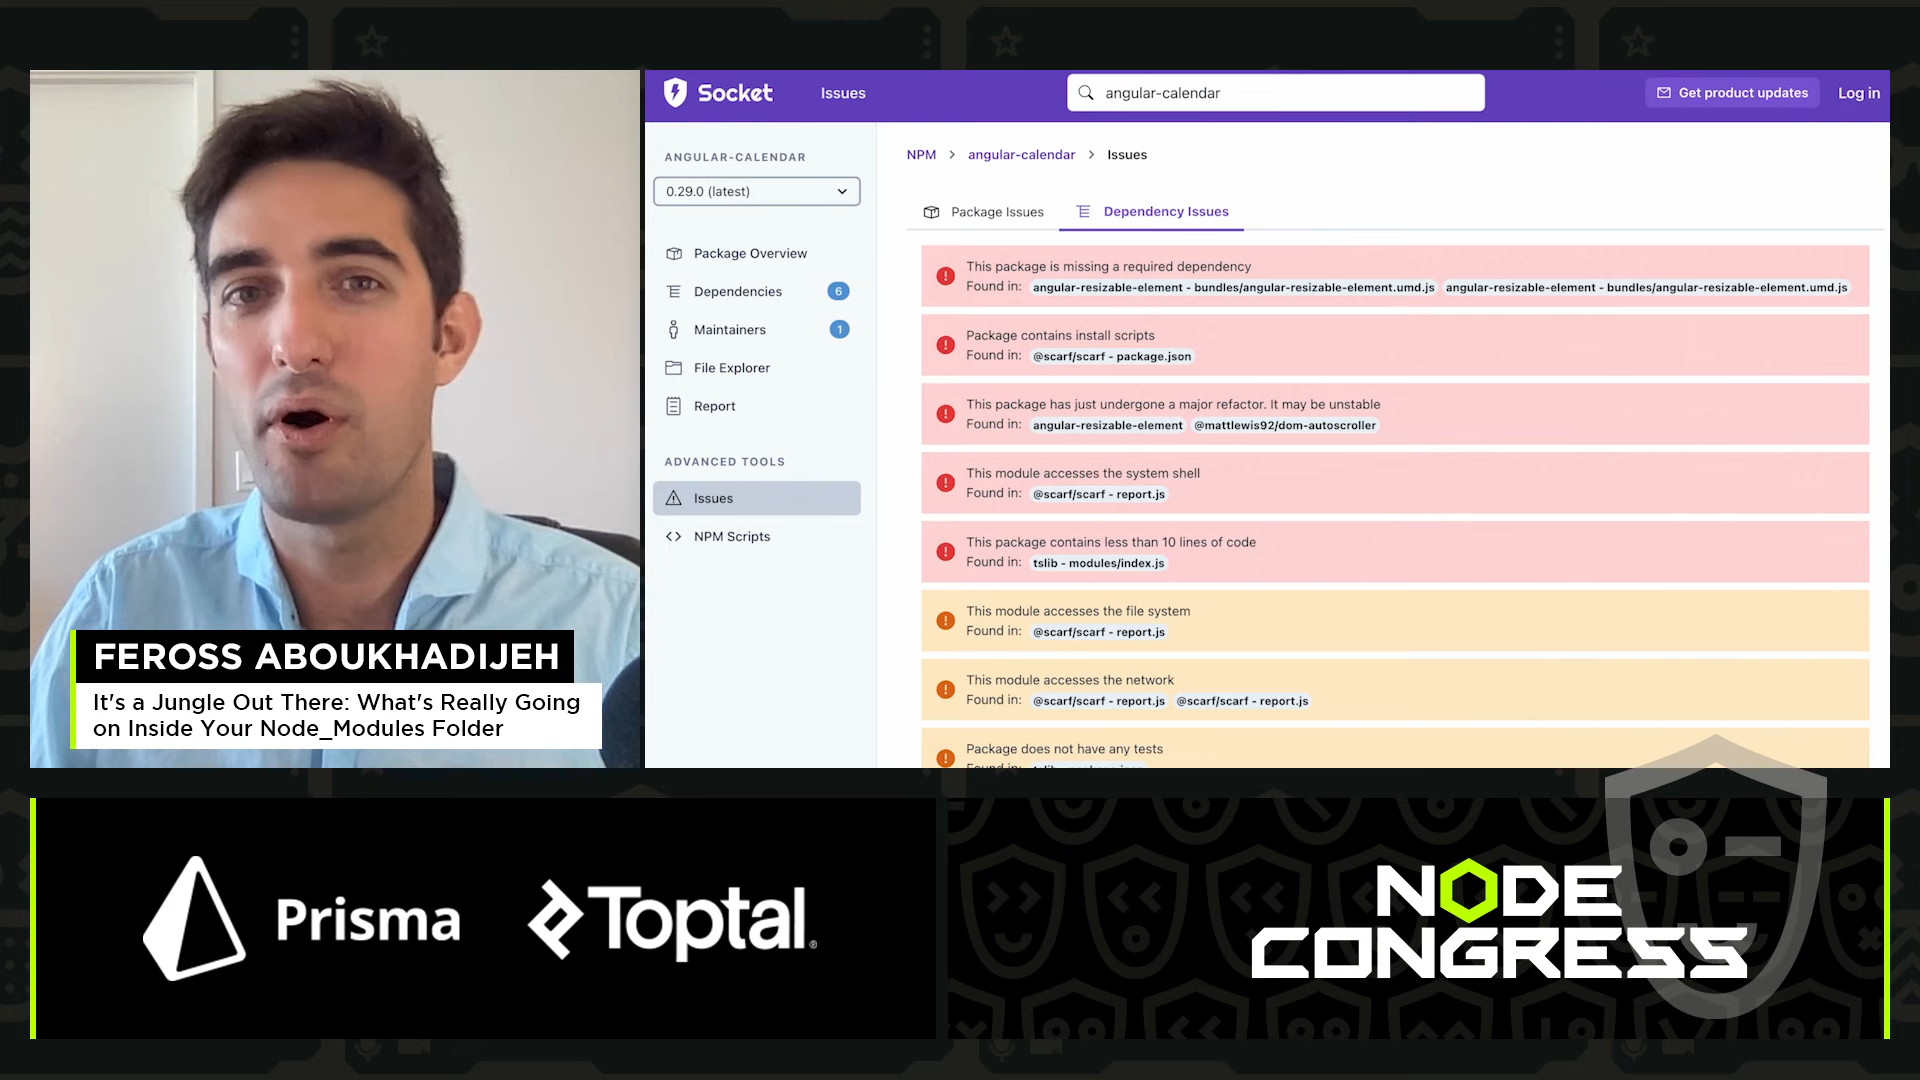 Socket
Issues
angular-calendar
Get product updates
Log in
ANGULAR-CALENDAR
0.29.0 (latest)
Package Overview
Dependencies
6
Maintainers
1
File Explorer
Report
ADVANCED TOOLS
Issues
NPM Scripts
NPM > angular-calendar > Issues
Package Issues
Dependency Issues
This package is missing a required dependency
Found in: angular-resizable-element - bundles/angular-resizable-element.umd.js angular-resizable-element - bundles/angular-resizable-element.umd.js
Package contains install scripts
Found in: @scarf/scarf - package.json
This package has just undergone a major refactor. It may be unstable
Found in: angular-resizable-element @mattlewis92/dom-autoscroller
This module accesses the system shell
Found in: @scarf/scarf - report.js
This package contains less than 10 lines of code
Found in: tslib - modules/index.js
This module accesses the file system
Found in: @scarf/scarf - report.js
This module accesses the network
Found in: @scarf/scarf - report.js @scarf/scarf - report.js
Package does not have any tests
FEROSS ABOUKHADIJEH
It's a Jungle Out There: What's Really Going
on Inside Your Node_Modules Folder
Prisma
Toptal
NODE
CONGRESS